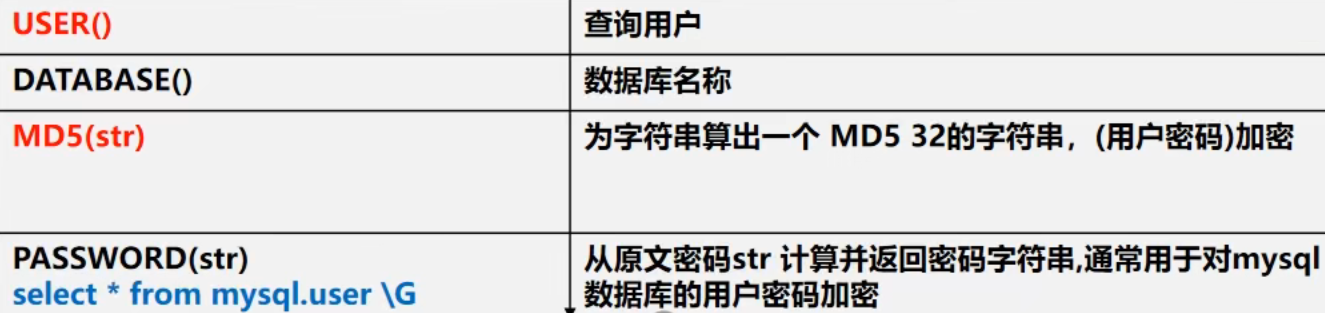 USER()
查询用户
DATABASE()
数据库名称
MD5(str)
为字符串算出一个 MD5 32的字符串，(用户密码)加密
PASSWORD(str)
select * from mysql.user \G
从原文密码str 计算并返回密码字符串,通常用于对mysql
数据库的用户密码加密